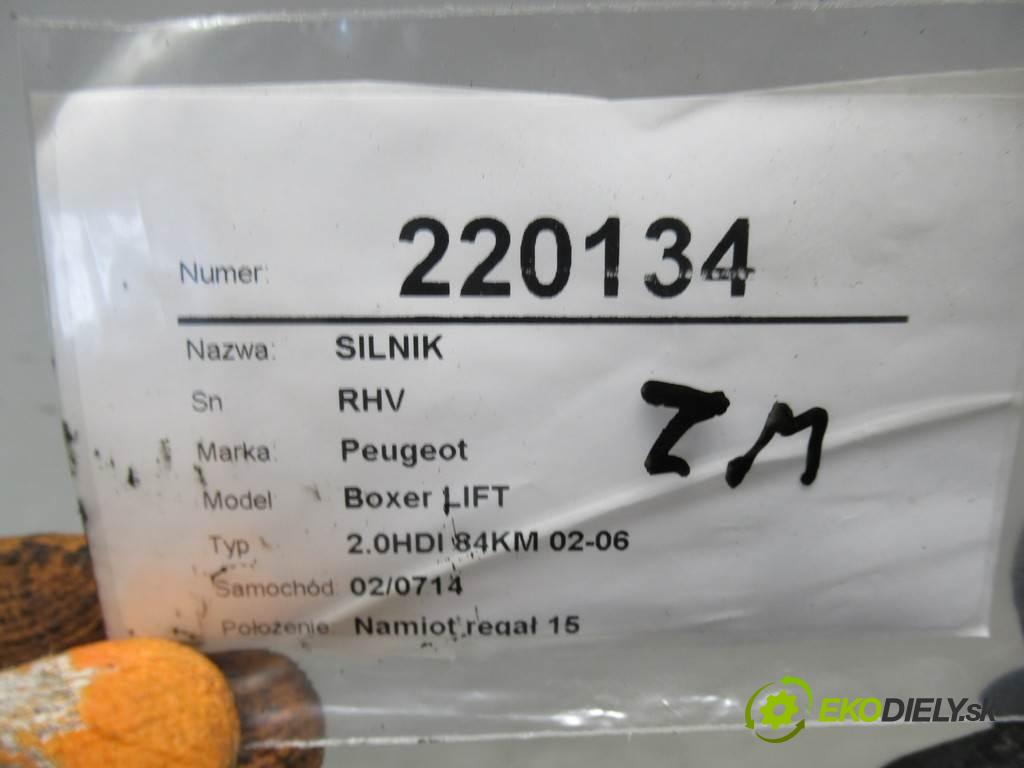 Numer: 220134
Nazwa: SILNIK
Sn RHV
Marka: Peugeot
Model Boxer LIFT
Typ 2.0HDI 84KM 02-06
Samochód: 02/0714
Położenie: Namiot regał 15
ZM
EKODIELY.sk